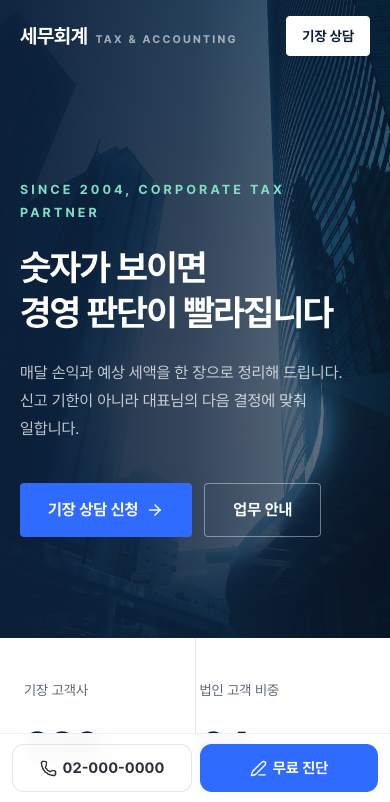 세무회계 TAX & ACCOUNTING
기장 상담
SINCE 2004, CORPORATE TAX
PARTNER
숫자가 보이면
경영 판단이 빨라집니다
매달 손익과 예상 세액을 한 장으로 정리해 드립니다.
신고 기한이 아니라 대표님의 다음 결정에 맞춰
일합니다.
기장 상담 신청 →
업무 안내
기장 고객사
법인 고객 비중
02-000-0000
무료 진단